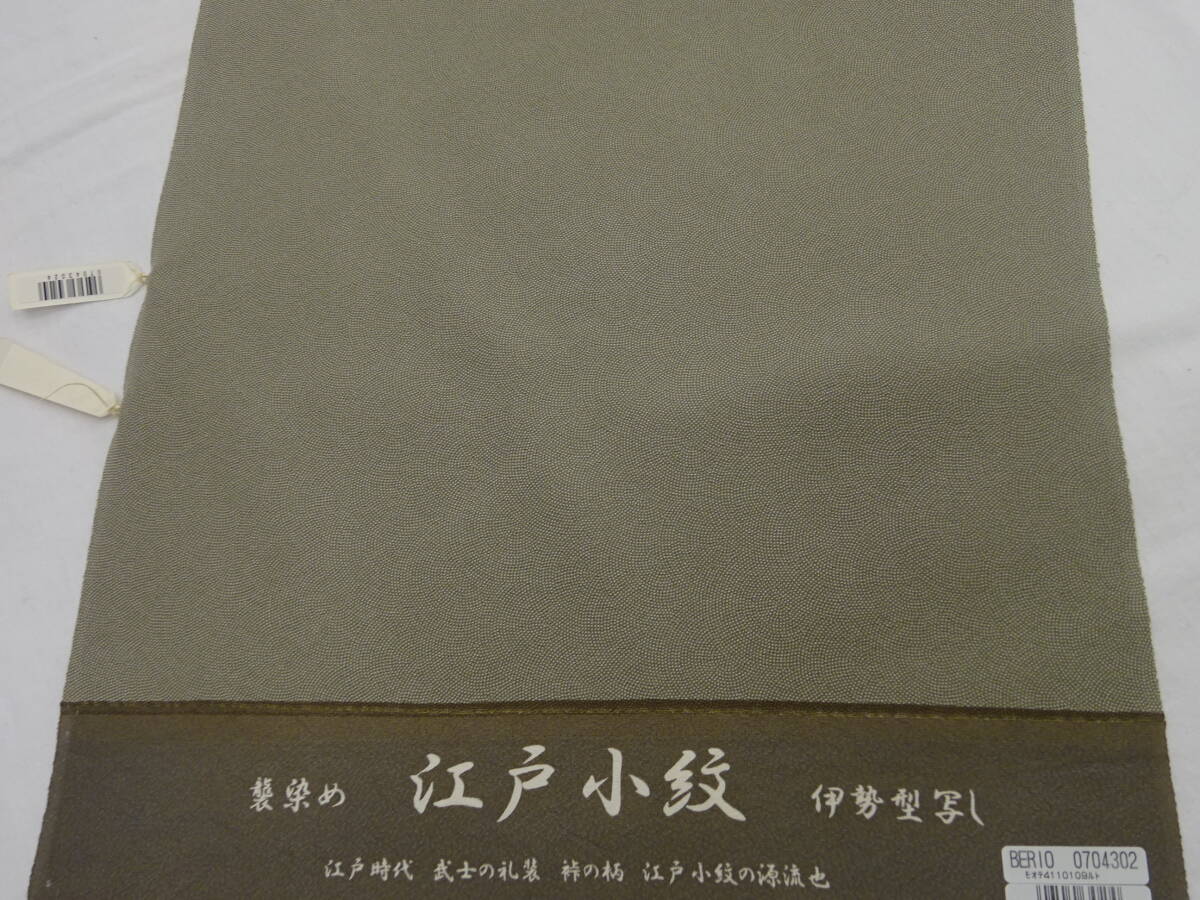 襲染め 江戸小紋 伊勢型写し
江戸時代 武士の礼装 裃の柄 江戸小紋の源流也
BERIO 0704302